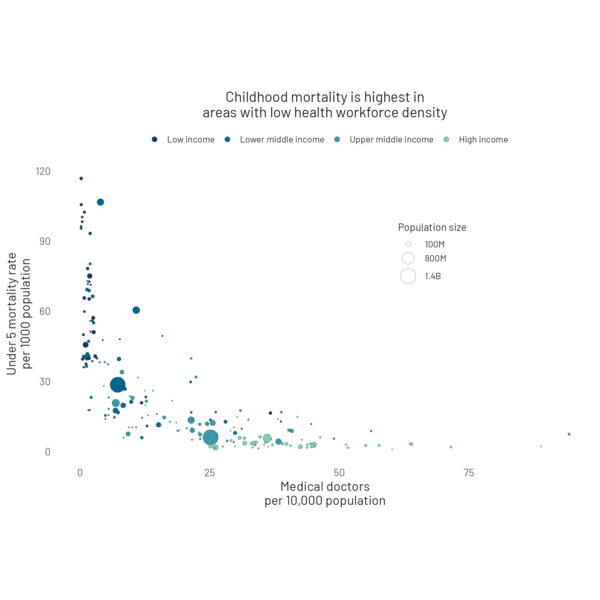 Childhood mortality is highest in
areas with low health workforce density
Low income
Lower middle income
Upper middle income
High income
120
90
60
30
0
Under 5 mortality rate
per 1000 population
Population size
100M
800M
1.4B
0
25
50
75
Medical doctors
per 10,000 population